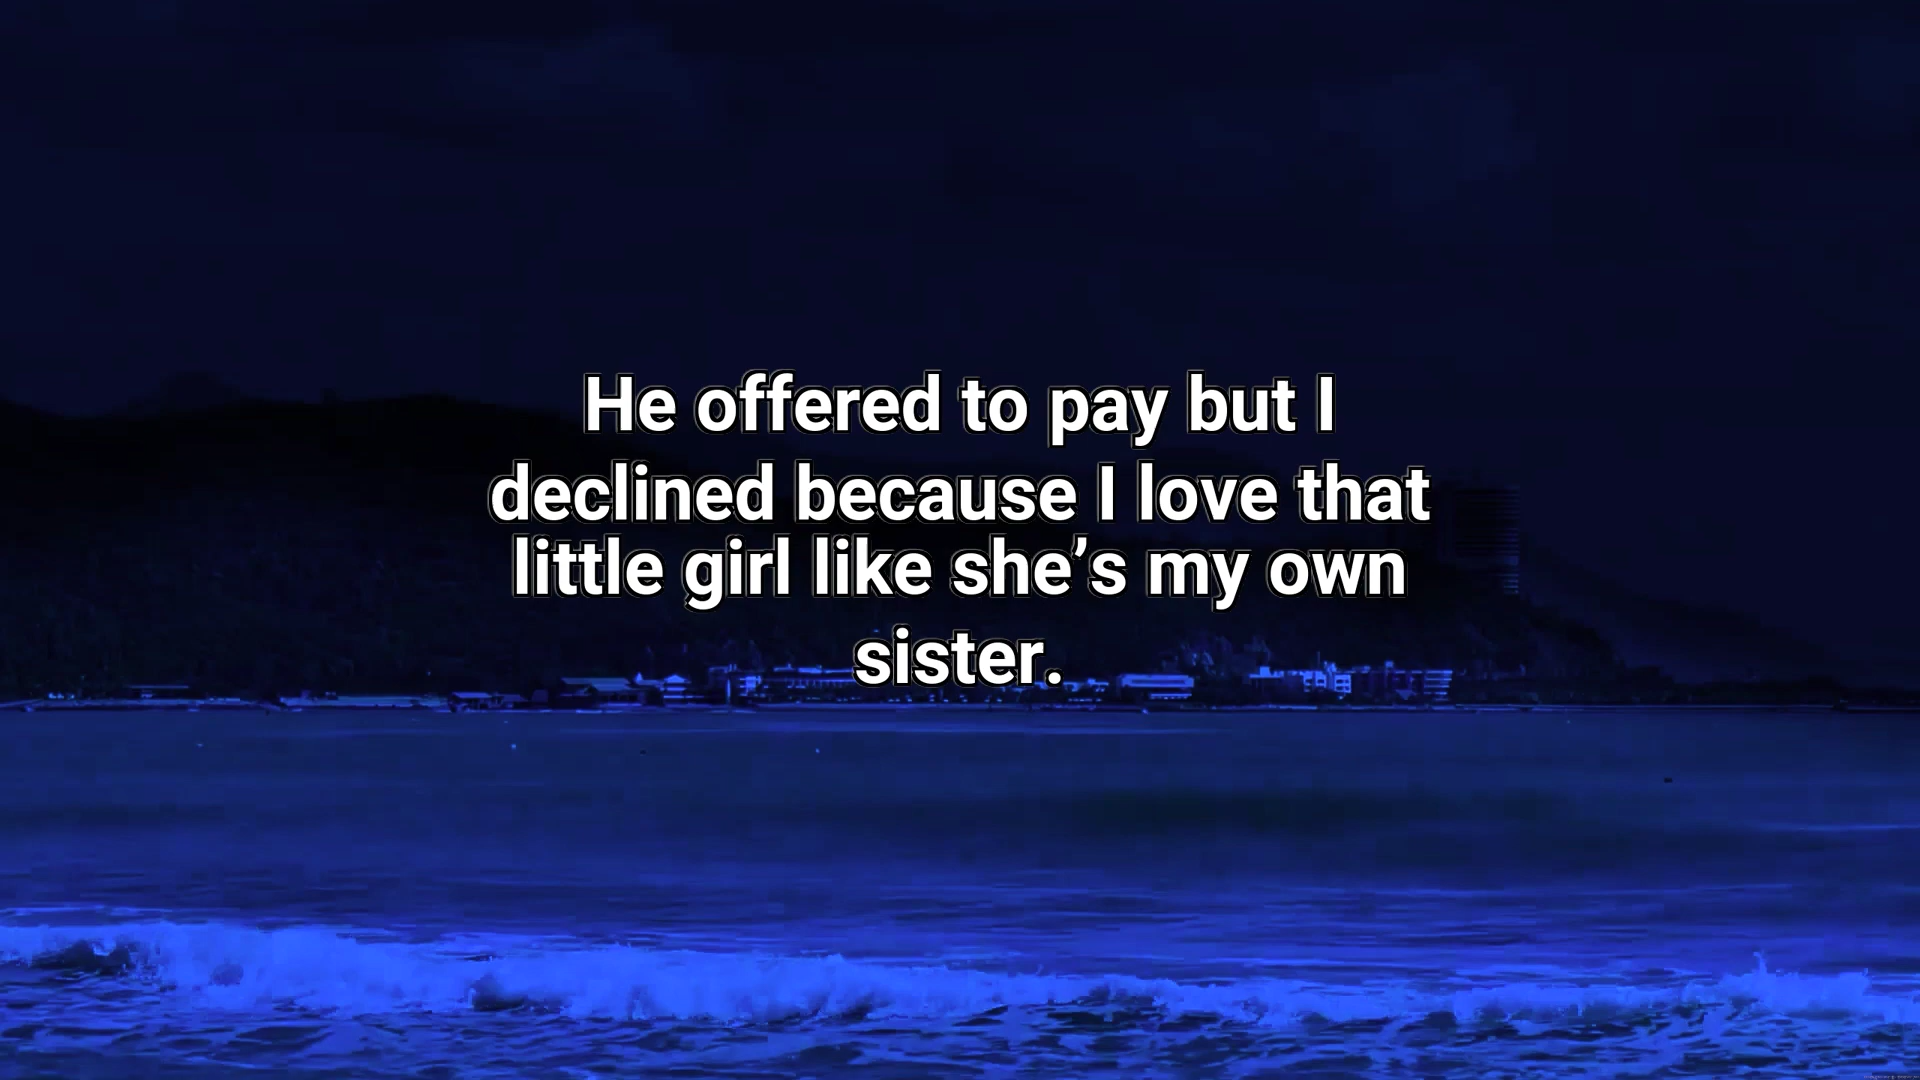 He offered to pay but I
declined because I love that
little girl like she’s my own
sister.